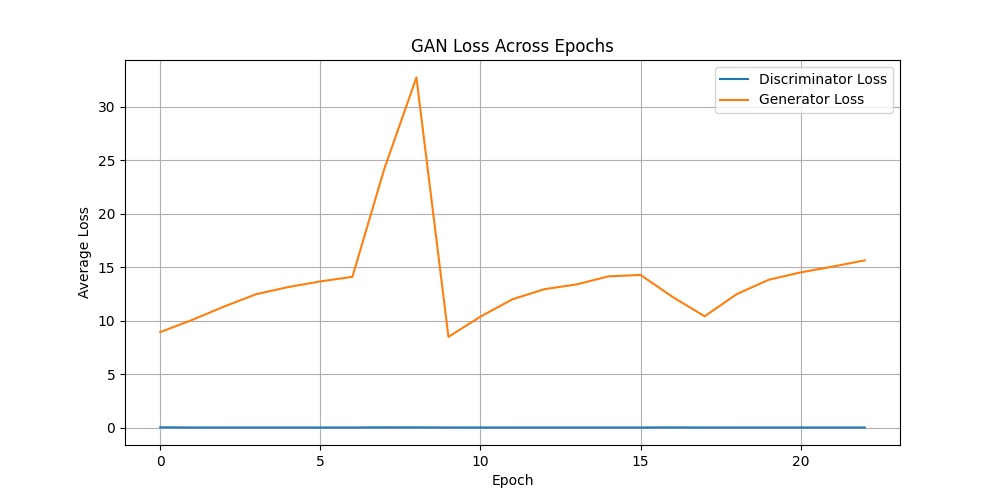 GAN Loss Across Epochs
Discriminator Loss
Generator Loss
Average Loss
30
25
20
15
10
5
0
0 5 10 15 20
Epoch